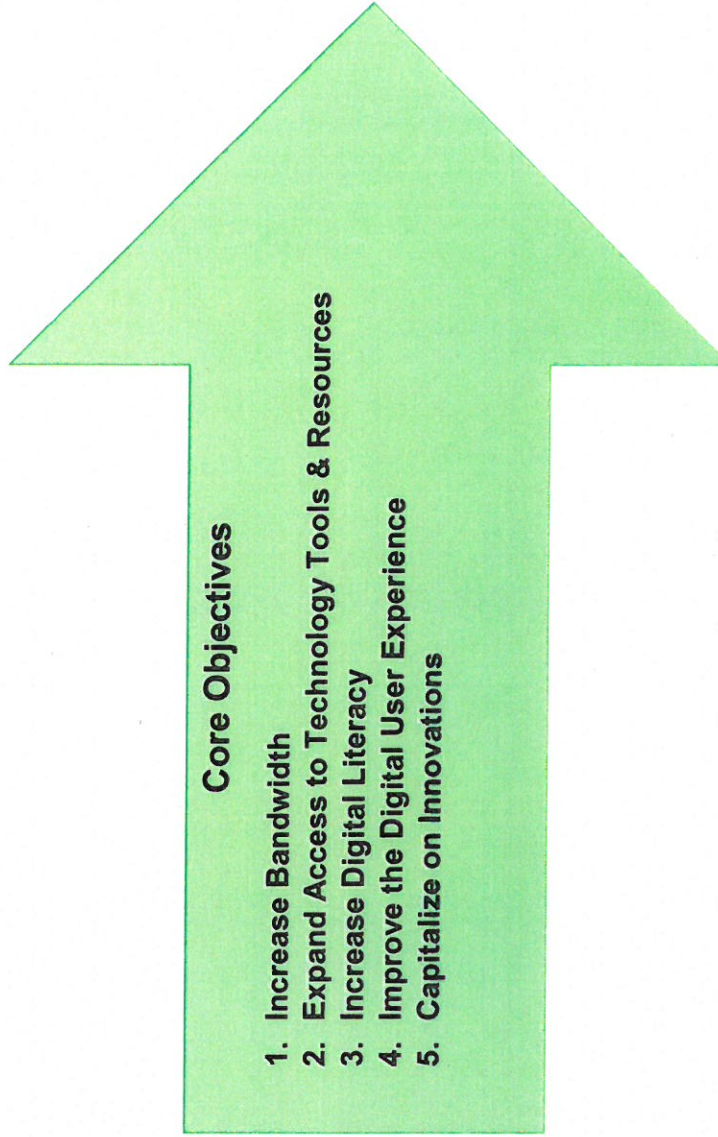 Core Objectives
1. Increase Bandwidth
2. Expand Access to Technology Tools & Resources
3. Increase Digital Literacy
4. Improve the Digital User Experience
5. Capitalize on Innovations